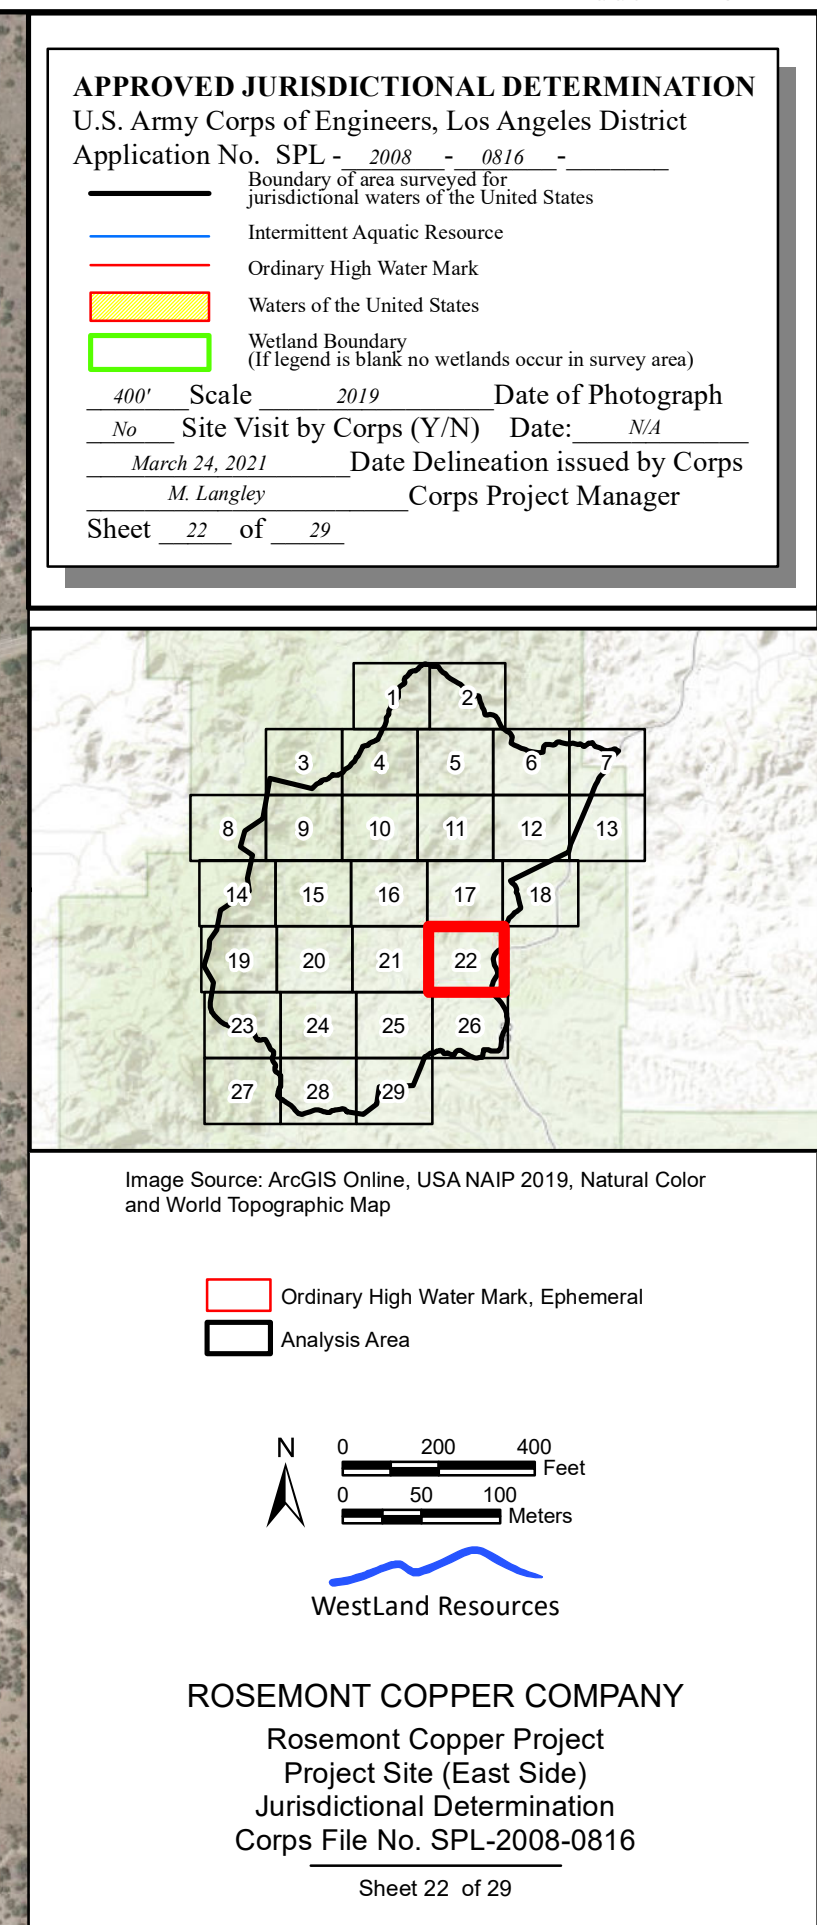 APPROVED JURISDICTIONAL DETERMINATION
U.S. Army Corps of Engineers, Los Angeles District
Application No. SPL - 2008 - 0816 -
Boundary of area surveyed for
jurisdictional waters of the United States
Intermittent Aquatic Resource
Ordinary High Water Mark
Waters of the United States
Wetland Boundary
(If legend is blank no wetlands occur in survey area)
400' Scale 2019 Date of Photograph
No Site Visit by Corps (Y/N) Date: N/A
March 24, 2021 Date Delineation issued by Corps
M. Langley Corps Project Manager
Sheet 22 of 29
1 2
3 4 5 6 7
8 9 10 11 12 13
14 15 16 17 18
19 20 21 22
23 24 25 26
27 28 29
Image Source: ArcGIS Online, USA NAIP 2019, Natural Color
and World Topographic Map
Ordinary High Water Mark, Ephemeral
Analysis Area
N
0 200 400
Feet
0 50 100
Meters
WestLand Resources
ROSEMONT COPPER COMPANY
Rosemont Copper Project
Project Site (East Side)
Jurisdictional Determination
Corps File No. SPL-2008-0816
Sheet 22 of 29